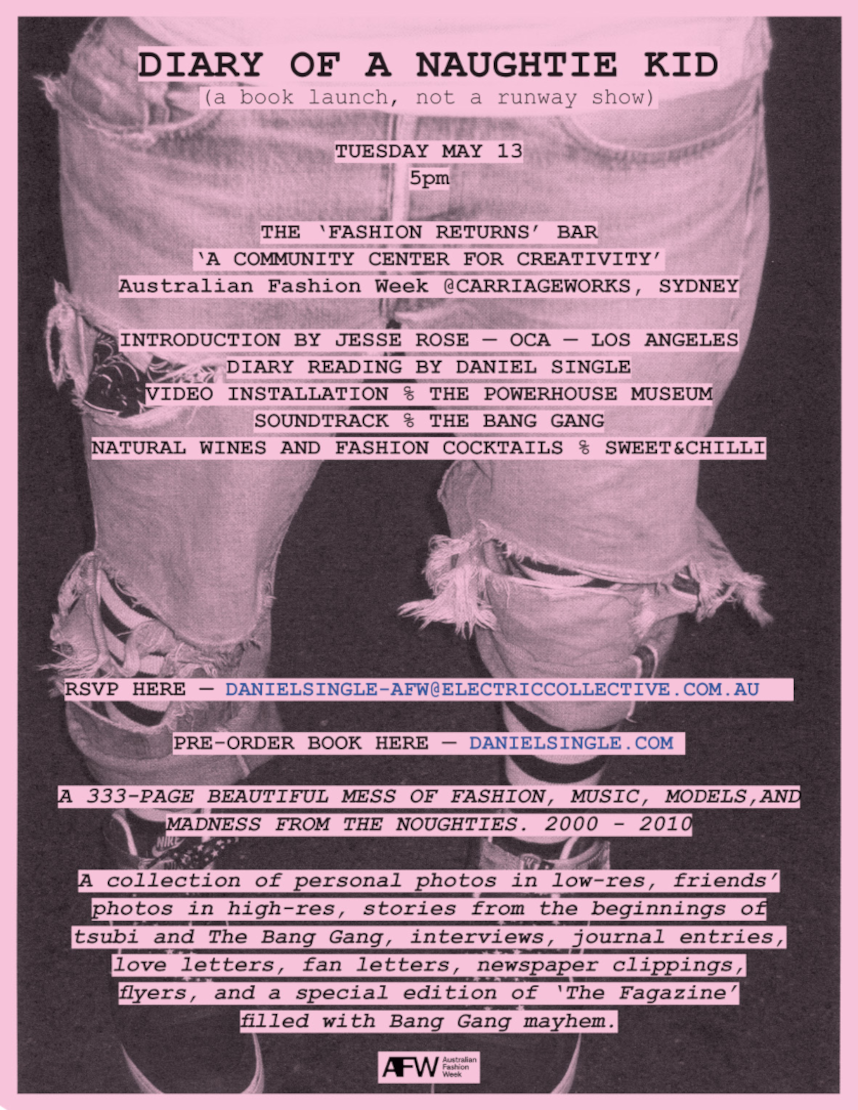 DIARY OF A NAUGHTIE KID
(a book launch, not a runway show)
TUESDAY MAY 13
5pm
THE ‘FASHION RETURNS’ BAR
‘A COMMUNITY CENTER FOR CREATIVITY’
Australian Fashion Week @CARRIAGEWORKS, SYDNEY
INTRODUCTION BY JESSE ROSE — OCA — LOS ANGELES
DIARY READING BY DANIEL SINGLE
VIDEO INSTALLATION % THE POWERHOUSE MUSEUM
SOUNDTRACK % THE BANG GANG
NATURAL WINES AND FASHION COCKTAILS % SWEET&CHILLI
RSVP HERE — DANIELSINGLE-AFW@ELECTRICCOLLECTIVE.COM.AU
PRE-ORDER BOOK HERE — DANIELSINGLE.COM
A 333-PAGE BEAUTIFUL MESS OF FASHION, MUSIC, MODELS,AND
MADNESS FROM THE NOUGHTIES. 2000 - 2010
NIKE
A collection of personal photos in low-res, friends’
photos in high-res, stories from the beginnings of
tsubi and The Bang Gang, interviews, journal entries,
love letters, fan letters, newspaper clippings,
flyers, and a special edition of ‘The Fagazine’
filled with Bang Gang mayhem.
AFW Australian
Fashion
Week